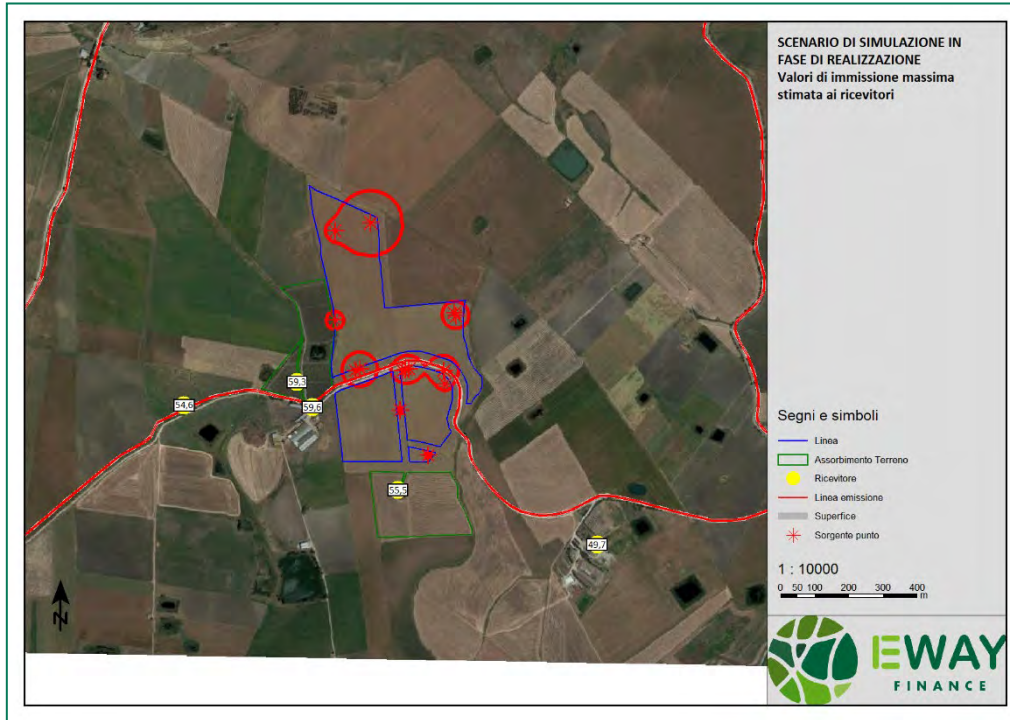 SCENARIO DI SIMULAZIONE IN
FASE DI REALIZZAZIONE
Valori di immissione massima
stimata ai ricevitori
59,3
54,6
59,6
55,5
49,7
Segni e simboli
Linea
Assorbimento Terreno
Ricevitore
Linea emissione
Superfice
Sorgente punto
1 : 10000
0 50 100 200 300 400
m
N
EWAY
FINANCE